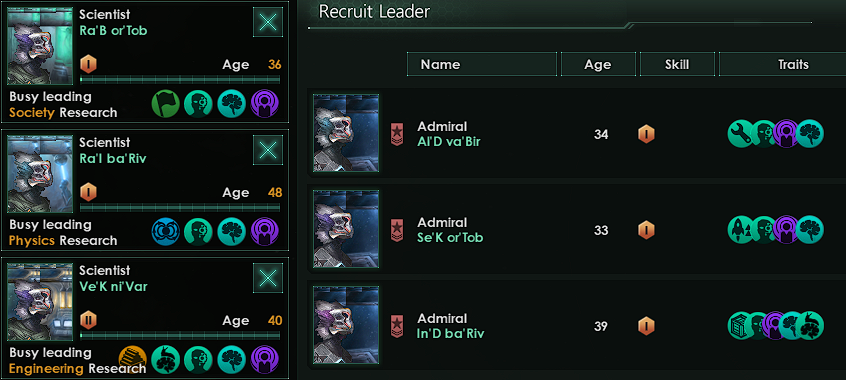 Scientist
Ra'B or'Tob
I
Age 36
Busy leading
Society Research
Scientist
Ra'I ba'Riv
I
Age 48
Busy leading
Physics Research
Scientist
Ve'K ni'Var
II
Age 40
Busy leading
Engineering Research
Recruit Leader
Name Age Skill Traits
Admiral
Al'D va'Bir
34 I
Admiral
Se'K or'Tob
33 I
Admiral
In'D ba'Riv
39 I